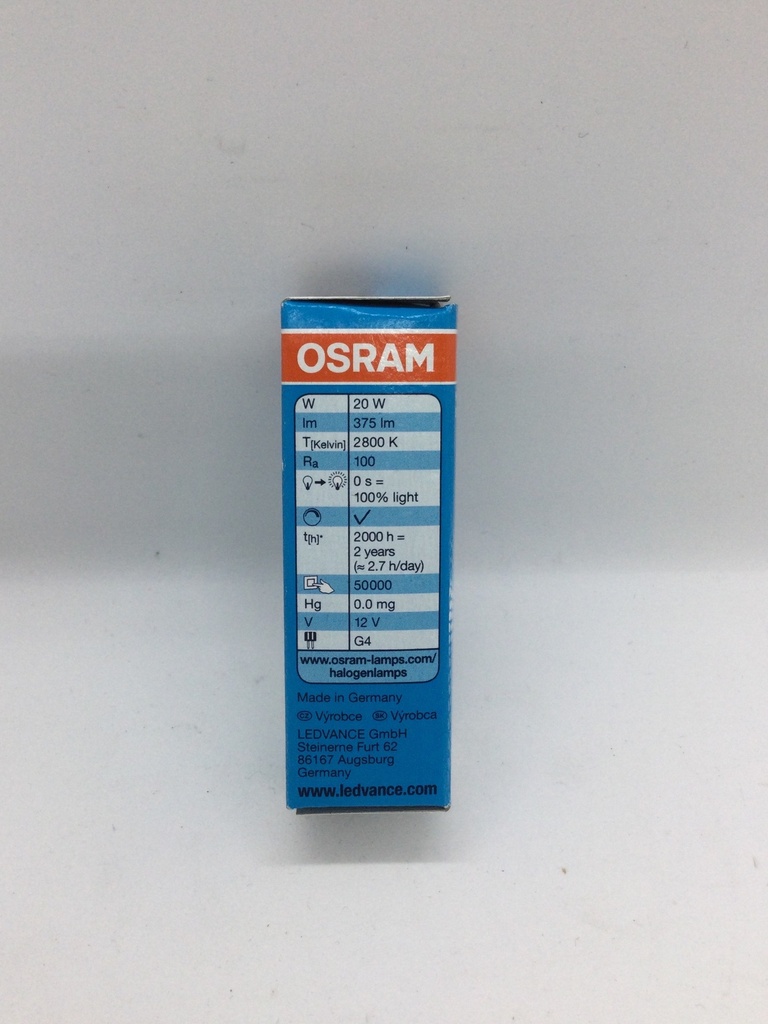 OSRAM
W 20 W
lm 375 lm
T[Kelvin] 2800 K
Ra 100
0 s =
100% light
t[h]* 2000 h =
2 years
(≈ 2.7 h/day)
50000
Hg 0.0 mg
V 12 V
G4
www.osram-lamps.com/
halogenlamps
Made in Germany
CZ Výrobce SK Výrobca
LEDVANCE GmbH
Steinerne Furt 62
86167 Augsburg
Germany
www.ledvance.com